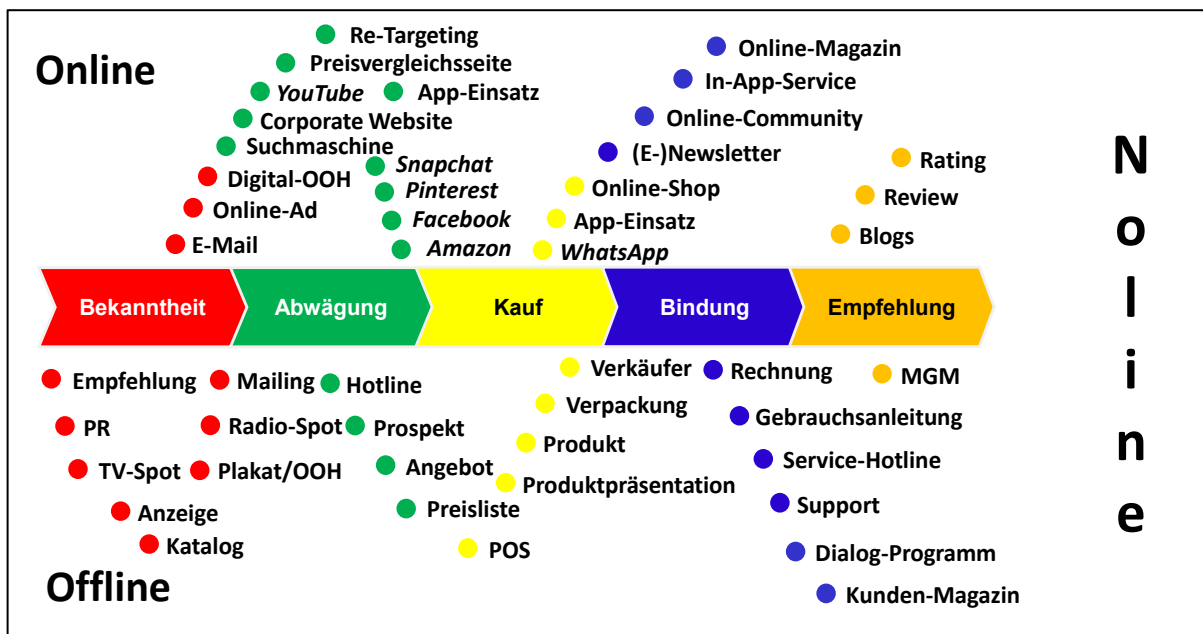 Online
Re-Targeting
Preisvergleichsseite
YouTube
App-Einsatz
Corporate Website
Suchmaschine
Digital-OOH
Online-Ad
E-Mail
Snapchat
Pinterest
Facebook
Amazon
Online-Magazin
In-App-Service
Online-Community
(E-)Newsletter
Online-Shop
App-Einsatz
WhatsApp
Rating
Review
Blogs
Bekanntheit
Abwägung
Kauf
Bindung
Empfehlung
Empfehlung
PR
TV-Spot
Anzeige
Katalog
Mailing
Radio-Spot
Plakat/OOH
Hotline
Prospekt
Angebot
Preisliste
Verkäufer
Verpackung
Produkt
Produktpräsentation
POS
Rechnung
Gebrauchsanleitung
Service-Hotline
Support
Dialog-Programm
Kunden-Magazin
MGM
Offline
Noline